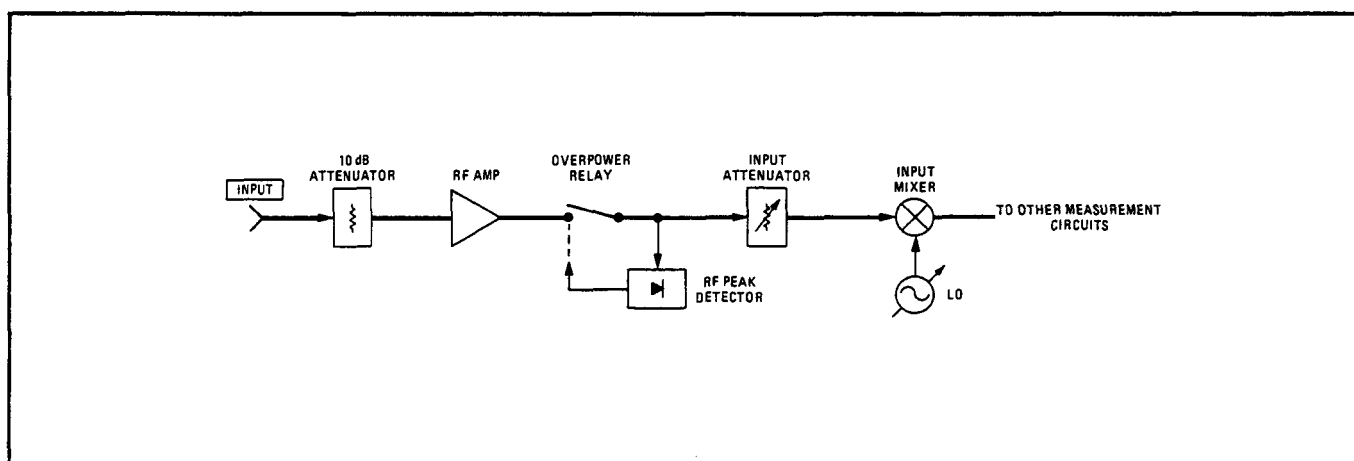 INPUT
10 dB
ATTENUATOR
RF AMP
OVERPOWER
RELAY
RF PEAK
DETECTOR
INPUT
ATTENUATOR
INPUT
MIXER
LO
TO OTHER MEASUREMENT
CIRCUITS